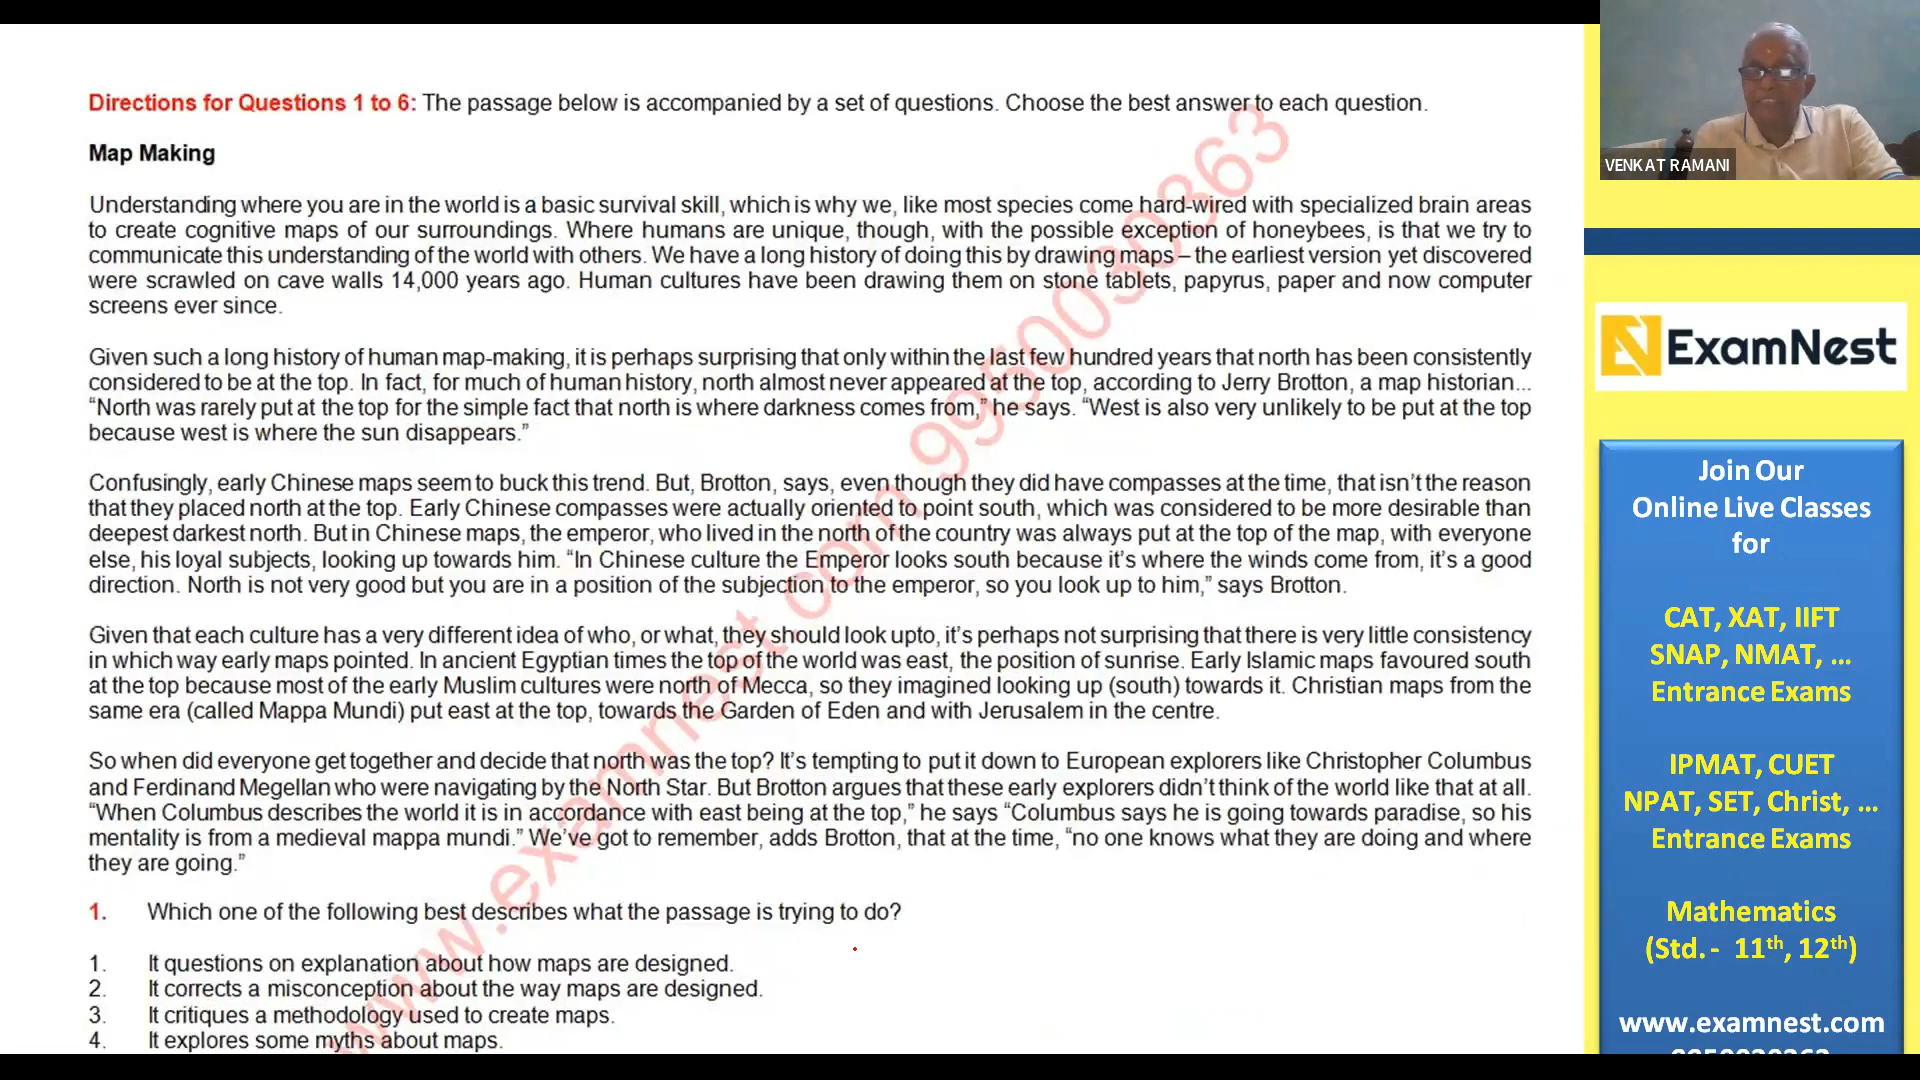 Directions for Questions 1 to 6: The passage below is accompanied by a set of questions. Choose the best answer to each question.
Map Making
Understanding where you are in the world is a basic survival skill, which is why we, like most species come hard-wired with specialized brain areas
to create cognitive maps of our surroundings. Where humans are unique, though, with the possible exception of honeybees, is that we try to
communicate this understanding of the world with others. We have a long history of doing this by drawing maps – the earliest version yet discovered
were scrawled on cave walls 14,000 years ago. Human cultures have been drawing them on stone tablets, papyrus, paper and now computer
screens ever since.
Given such a long history of human map-making, it is perhaps surprising that only within the last few hundred years that north has been consistently
considered to be at the top. In fact, for much of human history, north almost never appeared at the top, according to Jerry Brotton, a map historian...
“North was rarely put at the top for the simple fact that north is where darkness comes from,” he says. “West is also very unlikely to be put at the top
because west is where the sun disappears.”
Confusingly, early Chinese maps seem to buck this trend. But, Brotton, says, even though they did have compasses at the time, that isn’t the reason
that they placed north at the top. Early Chinese compasses were actually oriented to point south, which was considered to be more desirable than
deepest darkest north. But in Chinese maps, the emperor, who lived in the north of the country was always put at the top of the map, with everyone
else, his loyal subjects, looking up towards him. “In Chinese culture the Emperor looks south because it’s where the winds come from, it’s a good
direction. North is not very good but you are in a position of the subjection to the emperor, so you look up to him,” says Brotton.
Given that each culture has a very different idea of who, or what, they should look upto, it’s perhaps not surprising that there is very little consistency
in which way early maps pointed. In ancient Egyptian times the top of the world was east, the position of sunrise. Early Islamic maps favoured south
at the top because most of the early Muslim cultures were north of Mecca, so they imagined looking up (south) towards it. Christian maps from the
same era (called Mappa Mundi) put east at the top, towards the Garden of Eden and with Jerusalem in the centre.
So when did everyone get together and decide that north was the top? It’s tempting to put it down to European explorers like Christopher Columbus
and Ferdinand Megellan who were navigating by the North Star. But Brotton argues that these early explorers didn’t think of the world like that at all.
“When Columbus describes the world it is in accordance with east being at the top,” he says “Columbus says he is going towards paradise, so his
mentality is from a medieval mappa mundi.” We’ve got to remember, adds Brotton, that at the time, “no one knows what they are doing and where
they are going.”
1. Which one of the following best describes what the passage is trying to do?
1. It questions on explanation about how maps are designed.
2. It corrects a misconception about the way maps are designed.
3. It critiques a methodology used to create maps.
4. It explores some myths about maps.
www.examnest.com 9950030363
VENKAT RAMANI
ExamNest
Join Our
Online Live Classes
for
CAT, XAT, IIFT
SNAP, NMAT, ...
Entrance Exams
IPMAT, CUET
NPAT, SET, Christ, ...
Entrance Exams
Mathematics
(Std. - 11th, 12th)
www.examnest.com